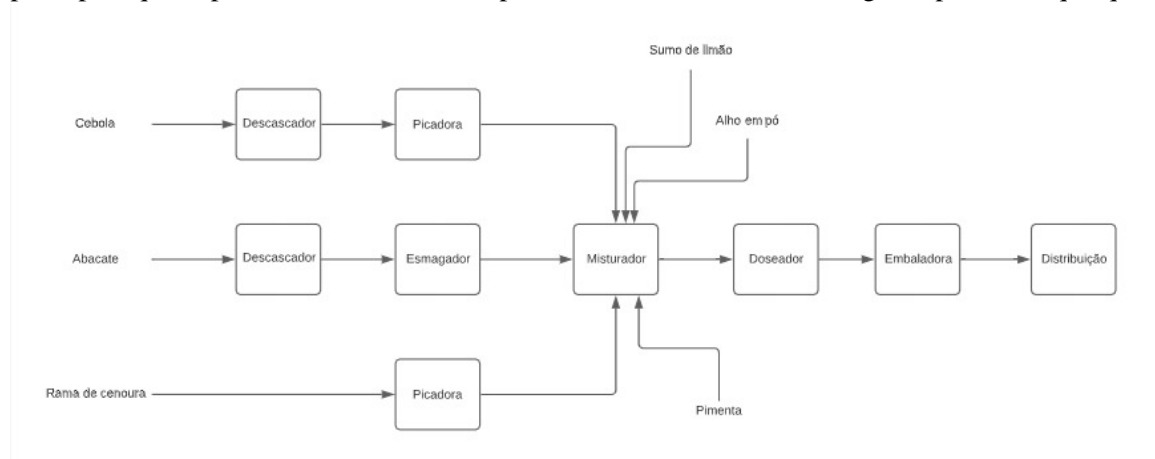 Sumo de limão
Alho em pó
Cebola
Descascador
Picadora
Abacate
Descascador
Esmagador
Misturador
Doseador
Embaladora
Distribuição
Rama de cenoura
Picadora
Pimenta